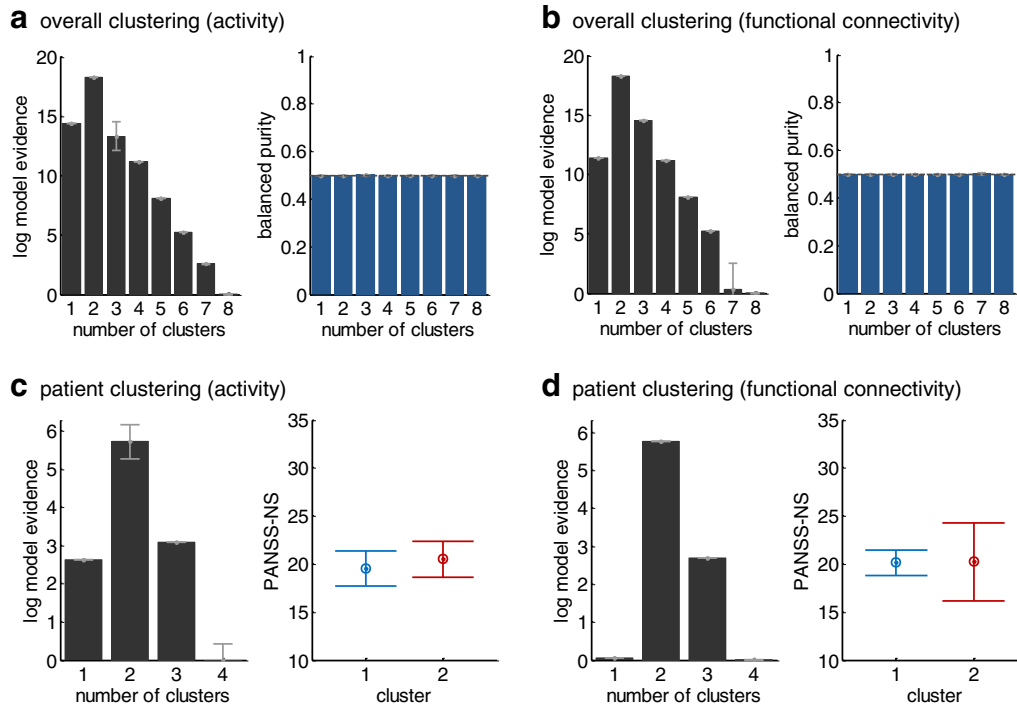 a overall clustering (activity)
20
15
10
5
0
log model evidence
1 2 3 4 5 6 7 8
number of clusters
1
0.8
0.6
0.4
0.2
0
balanced purity
1 2 3 4 5 6 7 8
number of clusters
b overall clustering (functional connectivity)
20
15
10
5
0
log model evidence
1 2 3 4 5 6 7 8
number of clusters
1
0.8
0.6
0.4
0.2
0
balanced purity
1 2 3 4 5 6 7 8
number of clusters
c patient clustering (activity)
6
5
4
3
2
1
0
log model evidence
1 2 3 4
number of clusters
35
30
25
20
15
10
PANSS-NS
1 2
cluster
d patient clustering (functional connectivity)
6
5
4
3
2
1
0
log model evidence
1 2 3 4
number of clusters
35
30
25
20
15
10
PANSS-NS
1 2
cluster